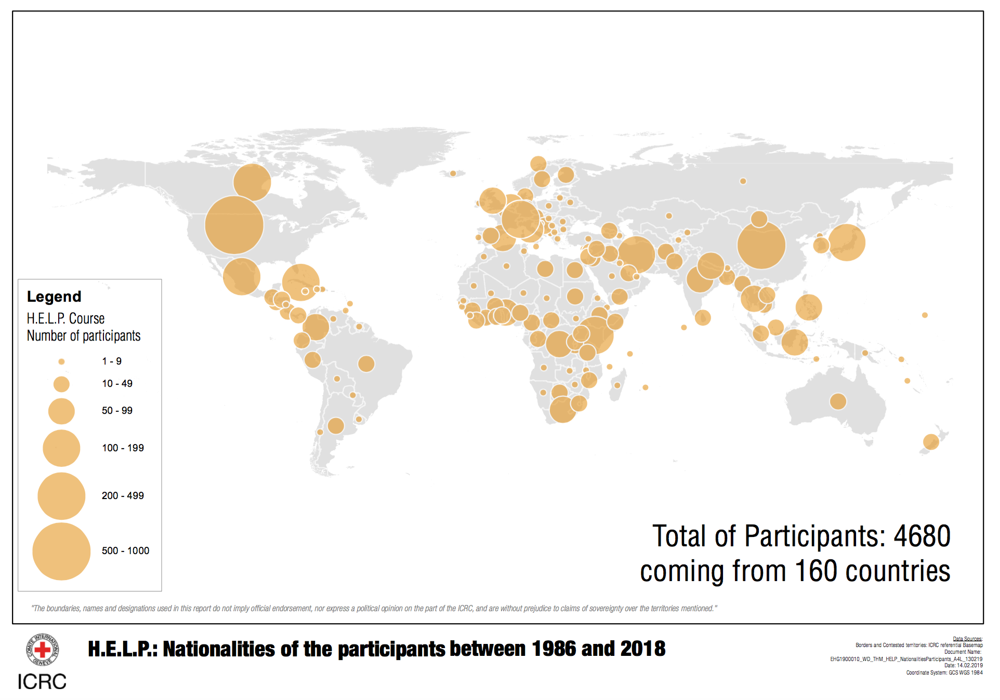 Legend
H.E.L.P. Course
Number of participants
1 - 9
10 - 49
50 - 99
100 - 199
200 - 499
500 - 1000
Total of Participants: 4680
coming from 160 countries
"The boundaries, names and designations used in this report do not imply official endorsement, nor express a political opinion on the part of the ICRC, and are without prejudice to claims of sovereignty over the territories mentioned."
COMITE INTERNATIONAL
GENEVE
ICRC
H.E.L.P.: Nationalities of the participants between 1986 and 2018
Data Sources:
Borders and Contested territories: ICRC referential Basemap
Document Name:
EHG1900010_WD_THM_HELP_NationalitiesParticipants_A4L_130219
Date: 14.02.2019
Coordinate System: GCS WGS 1984